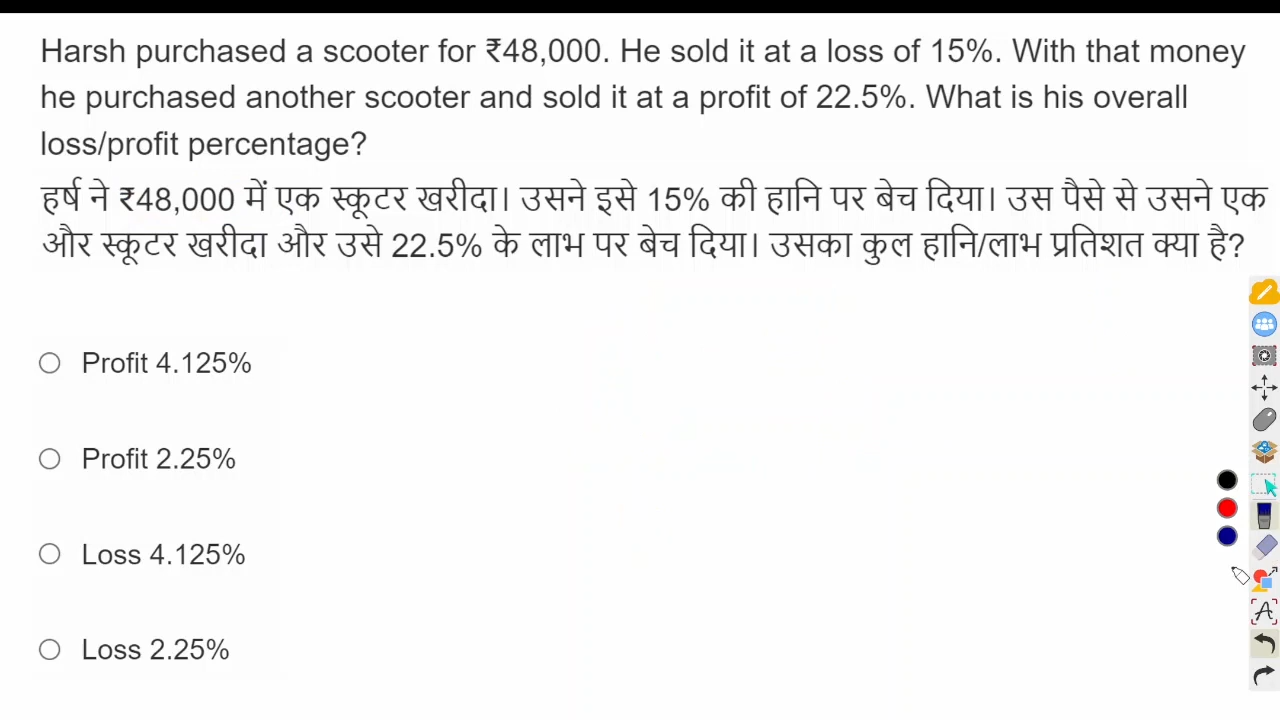 Harsh purchased a scooter for ₹48,000. He sold it at a loss of 15%. With that money
he purchased another scooter and sold it at a profit of 22.5%. What is his overall
loss/profit percentage?
हर्ष ने ₹48,000 में एक स्कूटर खरीदा। उसने इसे 15% की हानि पर बेच दिया। उस पैसे से उसने एक
और स्कूटर खरीदा और उसे 22.5% के लाभ पर बेच दिया। उसका कुल हानि/लाभ प्रतिशत क्या है?
Profit 4.125%
Profit 2.25%
Loss 4.125%
Loss 2.25%